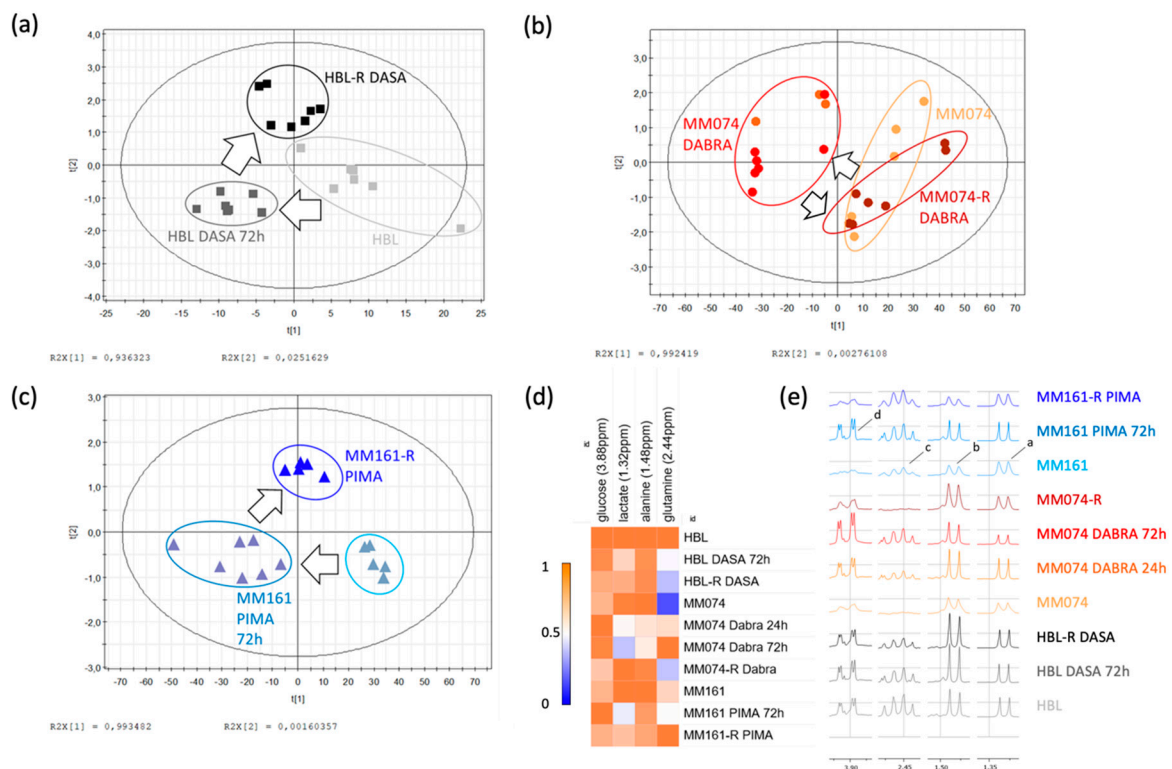 (a)
4,0
3,0
2,0
1,0
0,0
-1,0
-2,0
-3,0
-4,0
t[2]
HBL-R DASA
HBL DASA 72h
HBL
-25 -20 -15 -10 -5 0 5 10 15 20 25
t[1]
R2X[1] = 0,936323 R2X[2] = 0,0251629
(b)
3,0
2,0
1,0
0,0
-1,0
-2,0
-3,0
t[2]
MM074
DABRA
MM074
MM074-R
DABRA
-70 -60 -50 -40 -30 -20 -10 0 10 20 30 40 50 60 70
t[1]
R2X[1] = 0,992419 R2X[2] = 0,00276108
(c)
3,0
2,0
1,0
0,0
-1,0
-2,0
-3,0
t[2]
MM161-R
PIMA
MM161
PIMA
72h
-70 -60 -50 -40 -30 -20 -10 0 10 20 30 40 50 60 70
t[1]
R2X[1] = 0,993482 R2X[2] = 0,00160357
(d)
id
glucose (3.88ppm)
lactate (1.32ppm)
alanine (1.48ppm)
glutamine (2.44ppm)
id
HBL
HBL DASA 72h
HBL-R DASA
MM074
MM074 Dabra 24h
MM074 Dabra 72h
MM074-R Dabra
MM161
MM161 PIMA 72h
MM161-R PIMA
1
0.5
0
(e)
MM161-R PIMA
d
MM161 PIMA 72h
c b a
MM161
MM074-R
MM074 DABRA 72h
MM074 DABRA 24h
MM074
HBL-R DASA
HBL DASA 72h
HBL
3.90 2.45 1.50 1.35